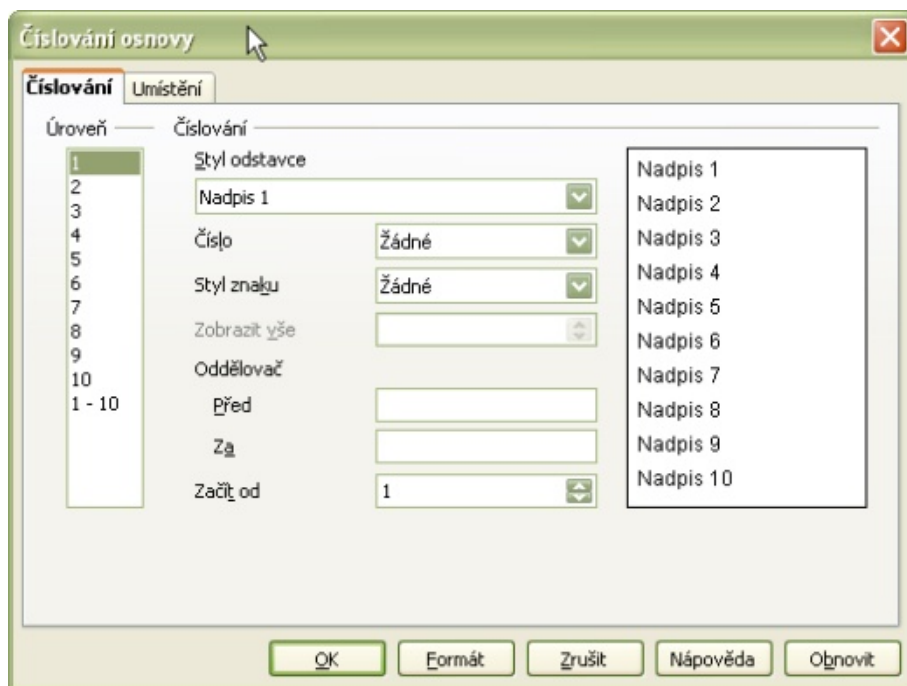 Číslování osnovy
Číslování Umístění
Úroveň
1
2
3
4
5
6
7
8
9
10
1 - 10
Číslování
Styl odstavce
Nadpis 1
Číslo Žádné
Styl znaku Žádné
Zobrazit vše
Oddělovač
Před
Za
Začít od 1
Nadpis 1
Nadpis 2
Nadpis 3
Nadpis 4
Nadpis 5
Nadpis 6
Nadpis 7
Nadpis 8
Nadpis 9
Nadpis 10
OK Formát Zrušit Nápověda Obnovit